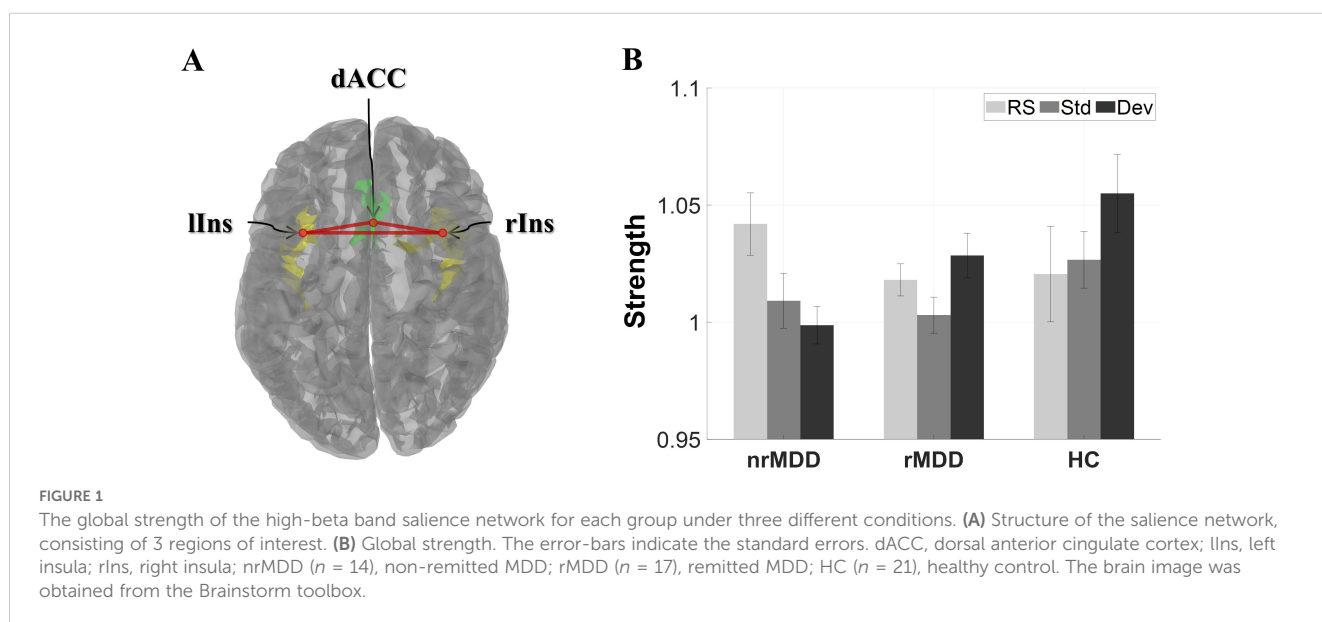 A
dACC
lIns
rIns
B
1.1
1.05
1
0.95
Strength
RS Std Dev
nrMDD rMDD HC
FIGURE 1
The global strength of the high-beta band salience network for each group under three different conditions. (A) Structure of the salience network,
consisting of 3 regions of interest. (B) Global strength. The error-bars indicate the standard errors. dACC, dorsal anterior cingulate cortex; lIns, left
insula; rIns, right insula; nrMDD (n = 14), non-remitted MDD; rMDD (n = 17), remitted MDD; HC (n = 21), healthy control. The brain image was
obtained from the Brainstorm toolbox.